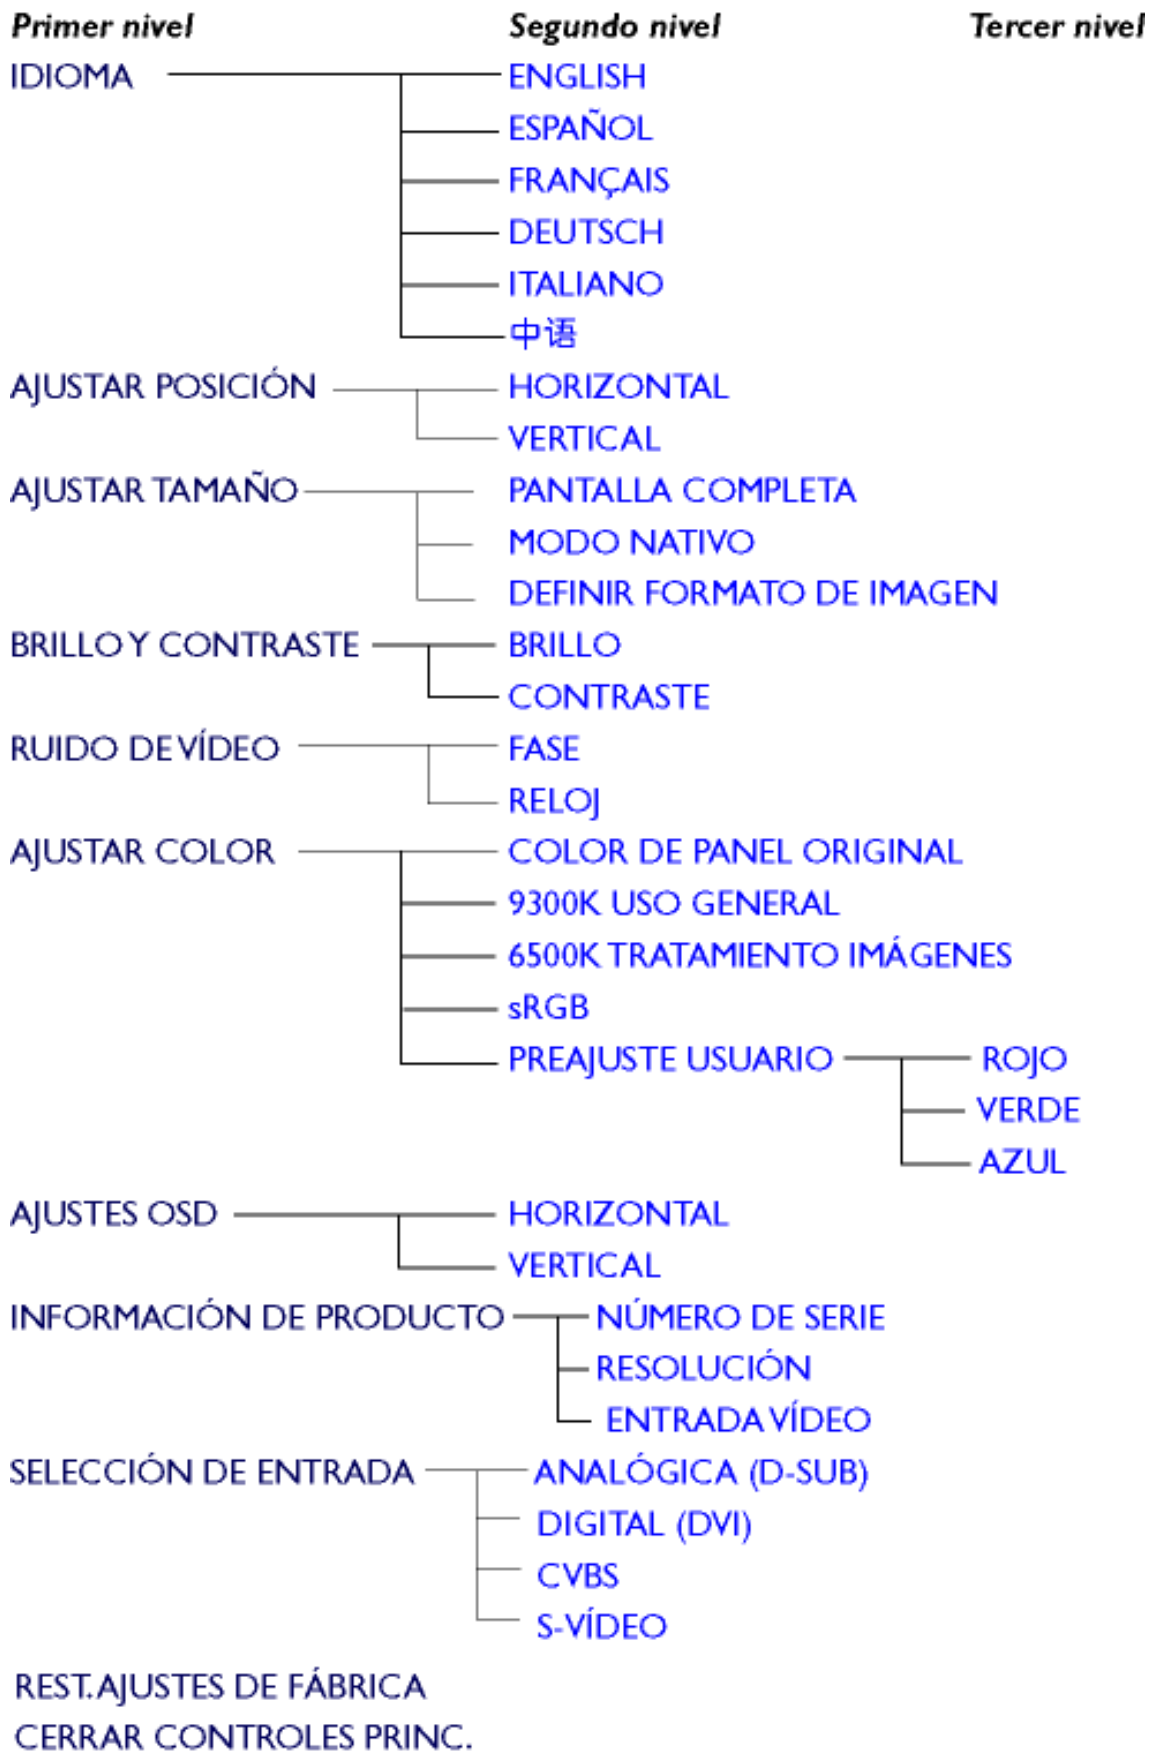 Primer nivel Segundo nivel Tercer nivel
IDIOMA ENGLISH
ESPAÑOL
FRANÇAIS
DEUTSCH
ITALIANO
中语
AJUSTAR POSICIÓN HORIZONTAL
VERTICAL
AJUSTAR TAMAÑO PANTALLA COMPLETA
MODO NATIVO
DEFINIR FORMATO DE IMAGEN
BRILLO Y CONTRASTE BRILLO
CONTRASTE
RUIDO DE VÍDEO FASE
RELOJ
AJUSTAR COLOR COLOR DE PANEL ORIGINAL
9300K USO GENERAL
6500K TRATAMIENTO IMÁGENES
sRGB
PREAJUSTE USUARIO ROJO
VERDE
AZUL
AJUSTES OSD HORIZONTAL
VERTICAL
INFORMACIÓN DE PRODUCTO NÚMERO DE SERIE
RESOLUCIÓN
ENTRADA VÍDEO
SELECCIÓN DE ENTRADA ANALÓGICA (D-SUB)
DIGITAL (DVI)
CVBS
S-VÍDEO
REST. AJUSTES DE FÁBRICA
CERRAR CONTROLES PRINC.